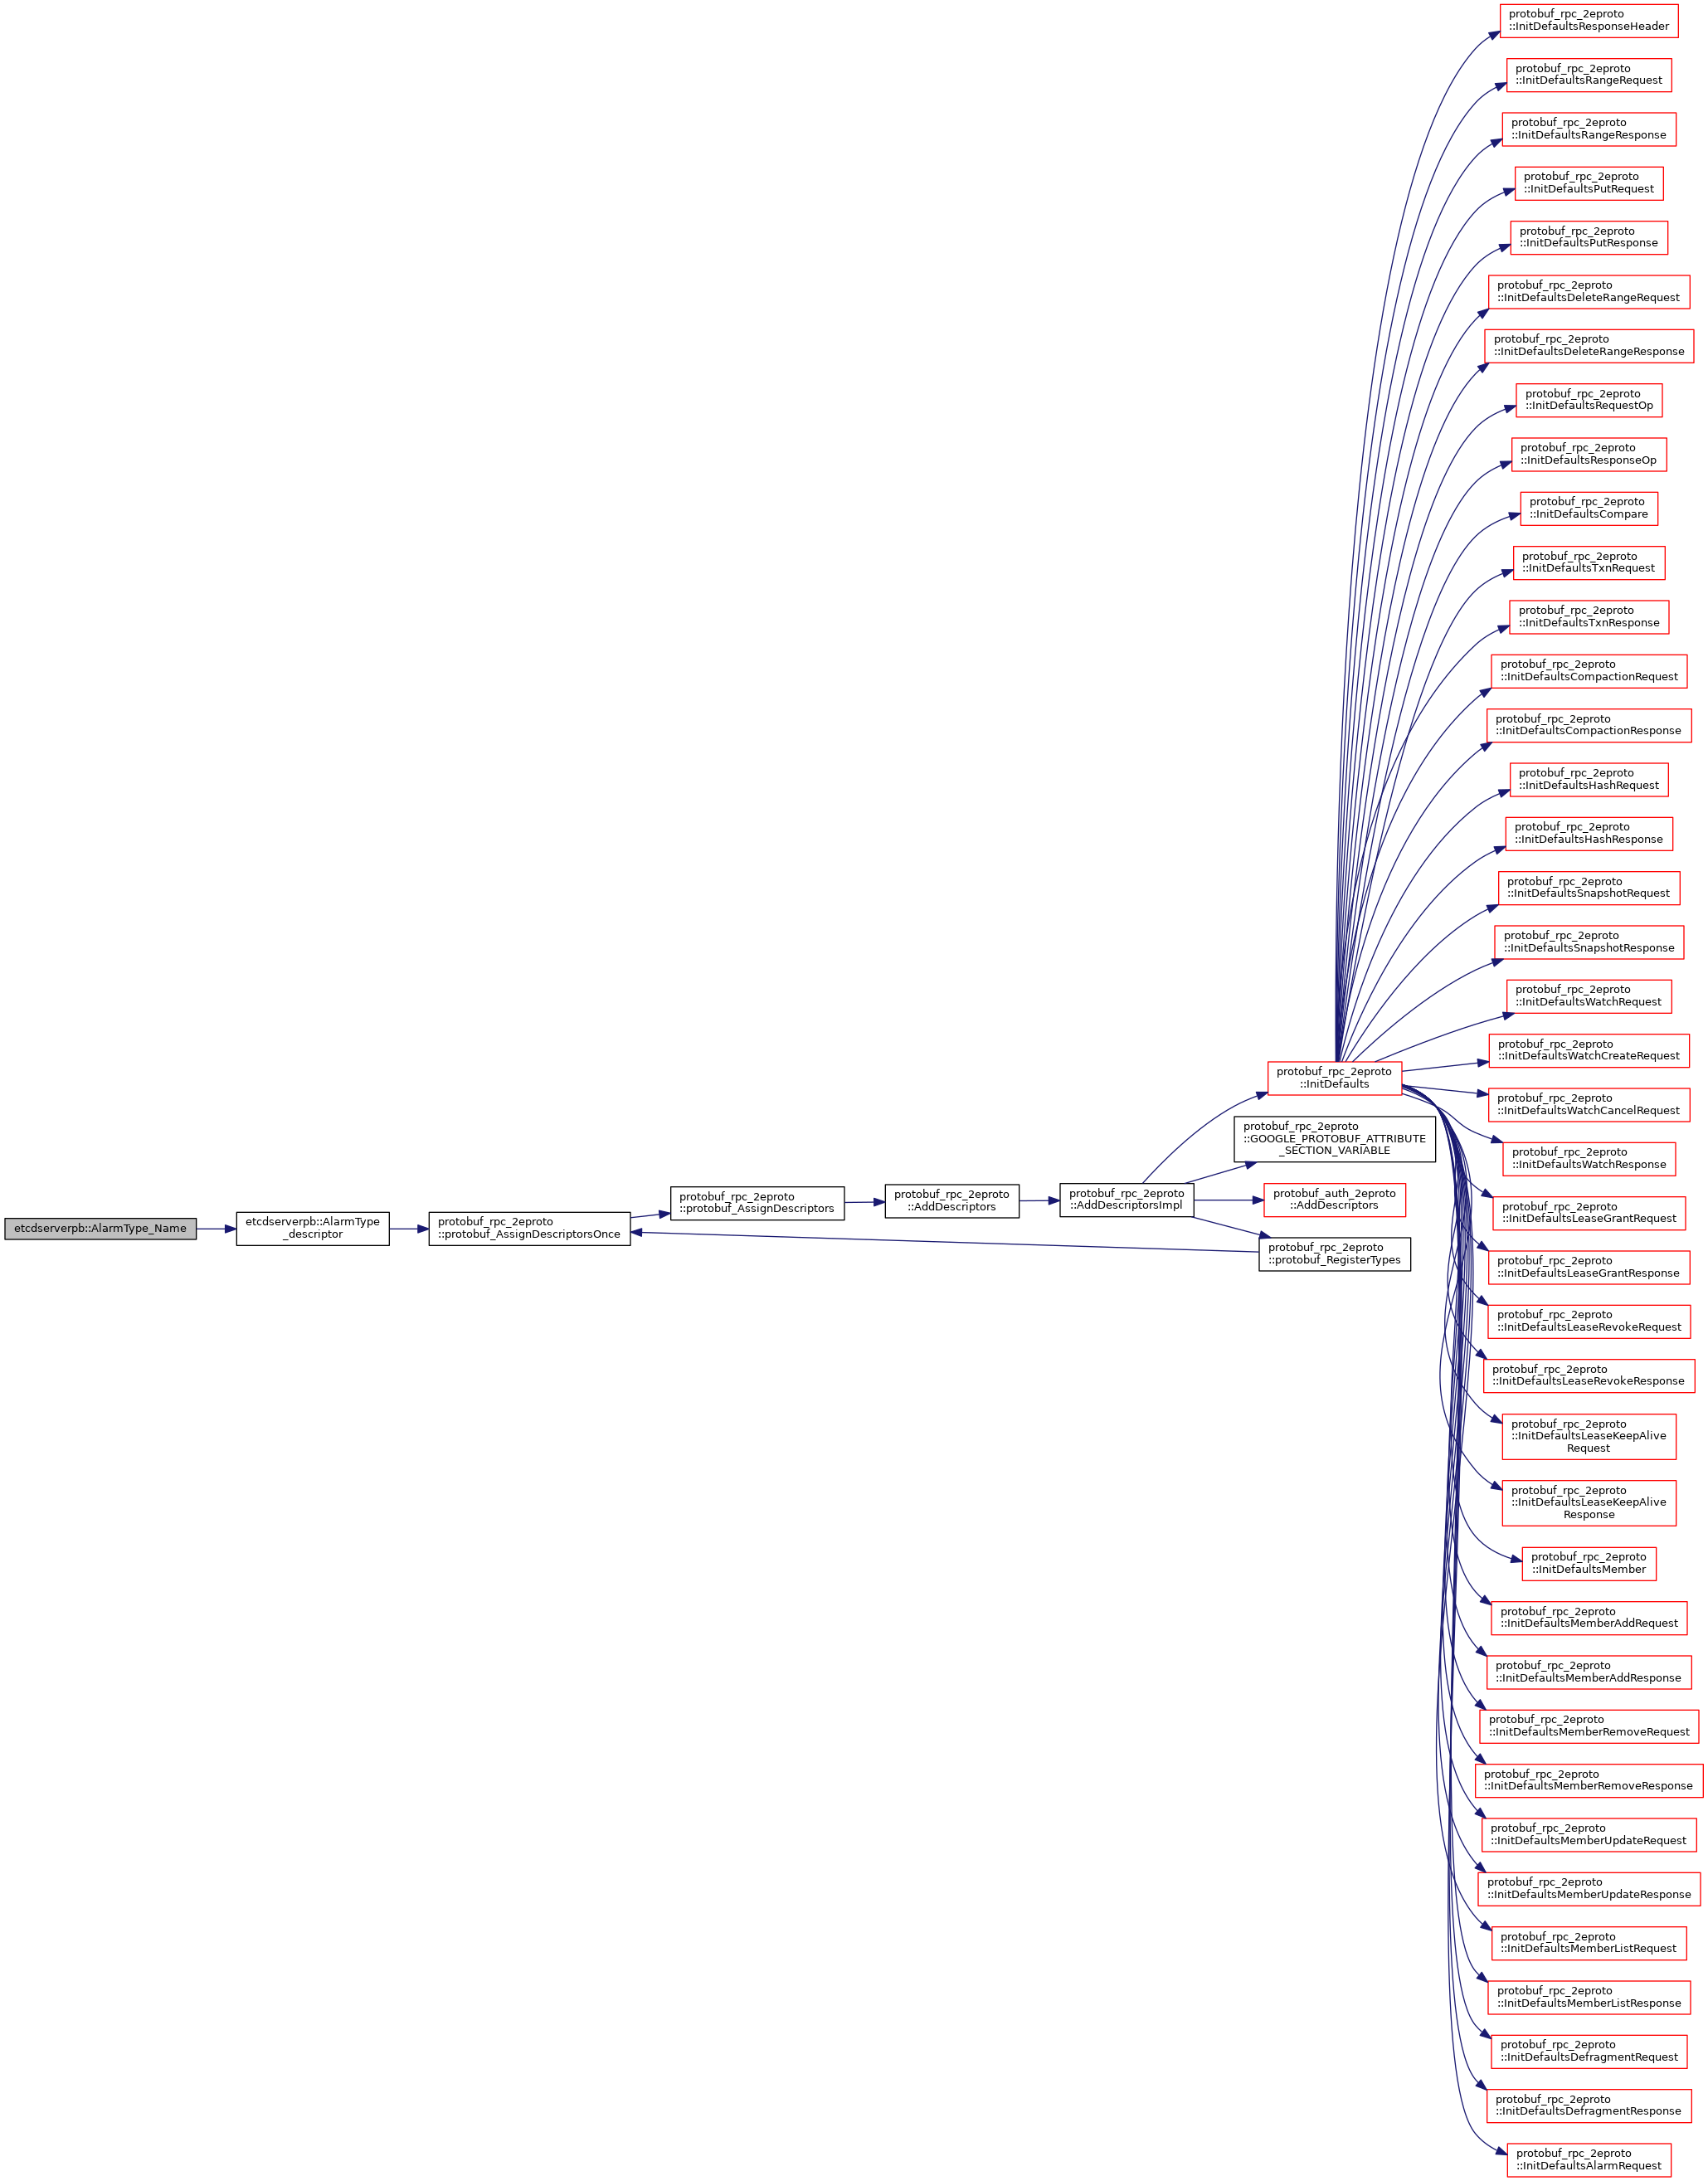 etcdserverpb::AlarmType_Name
etcdserverpb::AlarmType
_descriptor
protobuf_rpc_2eproto
::protobuf_AssignDescriptorsOnce
protobuf_rpc_2eproto
::protobuf_AssignDescriptors
protobuf_rpc_2eproto
::AddDescriptors
protobuf_rpc_2eproto
::AddDescriptorsImpl
protobuf_rpc_2eproto
::InitDefaults
protobuf_rpc_2eproto
::GOOGLE_PROTOBUF_ATTRIBUTE
_SECTION_VARIABLE
protobuf_auth_2eproto
::AddDescriptors
protobuf_rpc_2eproto
::protobuf_RegisterTypes
protobuf_rpc_2eproto
::InitDefaultsResponseHeader
protobuf_rpc_2eproto
::InitDefaultsRangeRequest
protobuf_rpc_2eproto
::InitDefaultsRangeResponse
protobuf_rpc_2eproto
::InitDefaultsPutRequest
protobuf_rpc_2eproto
::InitDefaultsPutResponse
protobuf_rpc_2eproto
::InitDefaultsDeleteRangeRequest
protobuf_rpc_2eproto
::InitDefaultsDeleteRangeResponse
protobuf_rpc_2eproto
::InitDefaultsRequestOp
protobuf_rpc_2eproto
::InitDefaultsResponseOp
protobuf_rpc_2eproto
::InitDefaultsCompare
protobuf_rpc_2eproto
::InitDefaultsTxnRequest
protobuf_rpc_2eproto
::InitDefaultsTxnResponse
protobuf_rpc_2eproto
::InitDefaultsCompactionRequest
protobuf_rpc_2eproto
::InitDefaultsCompactionResponse
protobuf_rpc_2eproto
::InitDefaultsHashRequest
protobuf_rpc_2eproto
::InitDefaultsHashResponse
protobuf_rpc_2eproto
::InitDefaultsSnapshotRequest
protobuf_rpc_2eproto
::InitDefaultsSnapshotResponse
protobuf_rpc_2eproto
::InitDefaultsWatchRequest
protobuf_rpc_2eproto
::InitDefaultsWatchCreateRequest
protobuf_rpc_2eproto
::InitDefaultsWatchCancelRequest
protobuf_rpc_2eproto
::InitDefaultsWatchResponse
protobuf_rpc_2eproto
::InitDefaultsLeaseGrantRequest
protobuf_rpc_2eproto
::InitDefaultsLeaseGrantResponse
protobuf_rpc_2eproto
::InitDefaultsLeaseRevokeRequest
protobuf_rpc_2eproto
::InitDefaultsLeaseRevokeResponse
protobuf_rpc_2eproto
::InitDefaultsLeaseKeepAlive
Request
protobuf_rpc_2eproto
::InitDefaultsLeaseKeepAlive
Response
protobuf_rpc_2eproto
::InitDefaultsMember
protobuf_rpc_2eproto
::InitDefaultsMemberAddRequest
protobuf_rpc_2eproto
::InitDefaultsMemberAddResponse
protobuf_rpc_2eproto
::InitDefaultsMemberRemoveRequest
protobuf_rpc_2eproto
::InitDefaultsMemberRemoveResponse
protobuf_rpc_2eproto
::InitDefaultsMemberUpdateRequest
protobuf_rpc_2eproto
::InitDefaultsMemberUpdateResponse
protobuf_rpc_2eproto
::InitDefaultsMemberListRequest
protobuf_rpc_2eproto
::InitDefaultsMemberListResponse
protobuf_rpc_2eproto
::InitDefaultsDefragmentRequest
protobuf_rpc_2eproto
::InitDefaultsDefragmentResponse
protobuf_rpc_2eproto
::InitDefaultsAlarmRequest